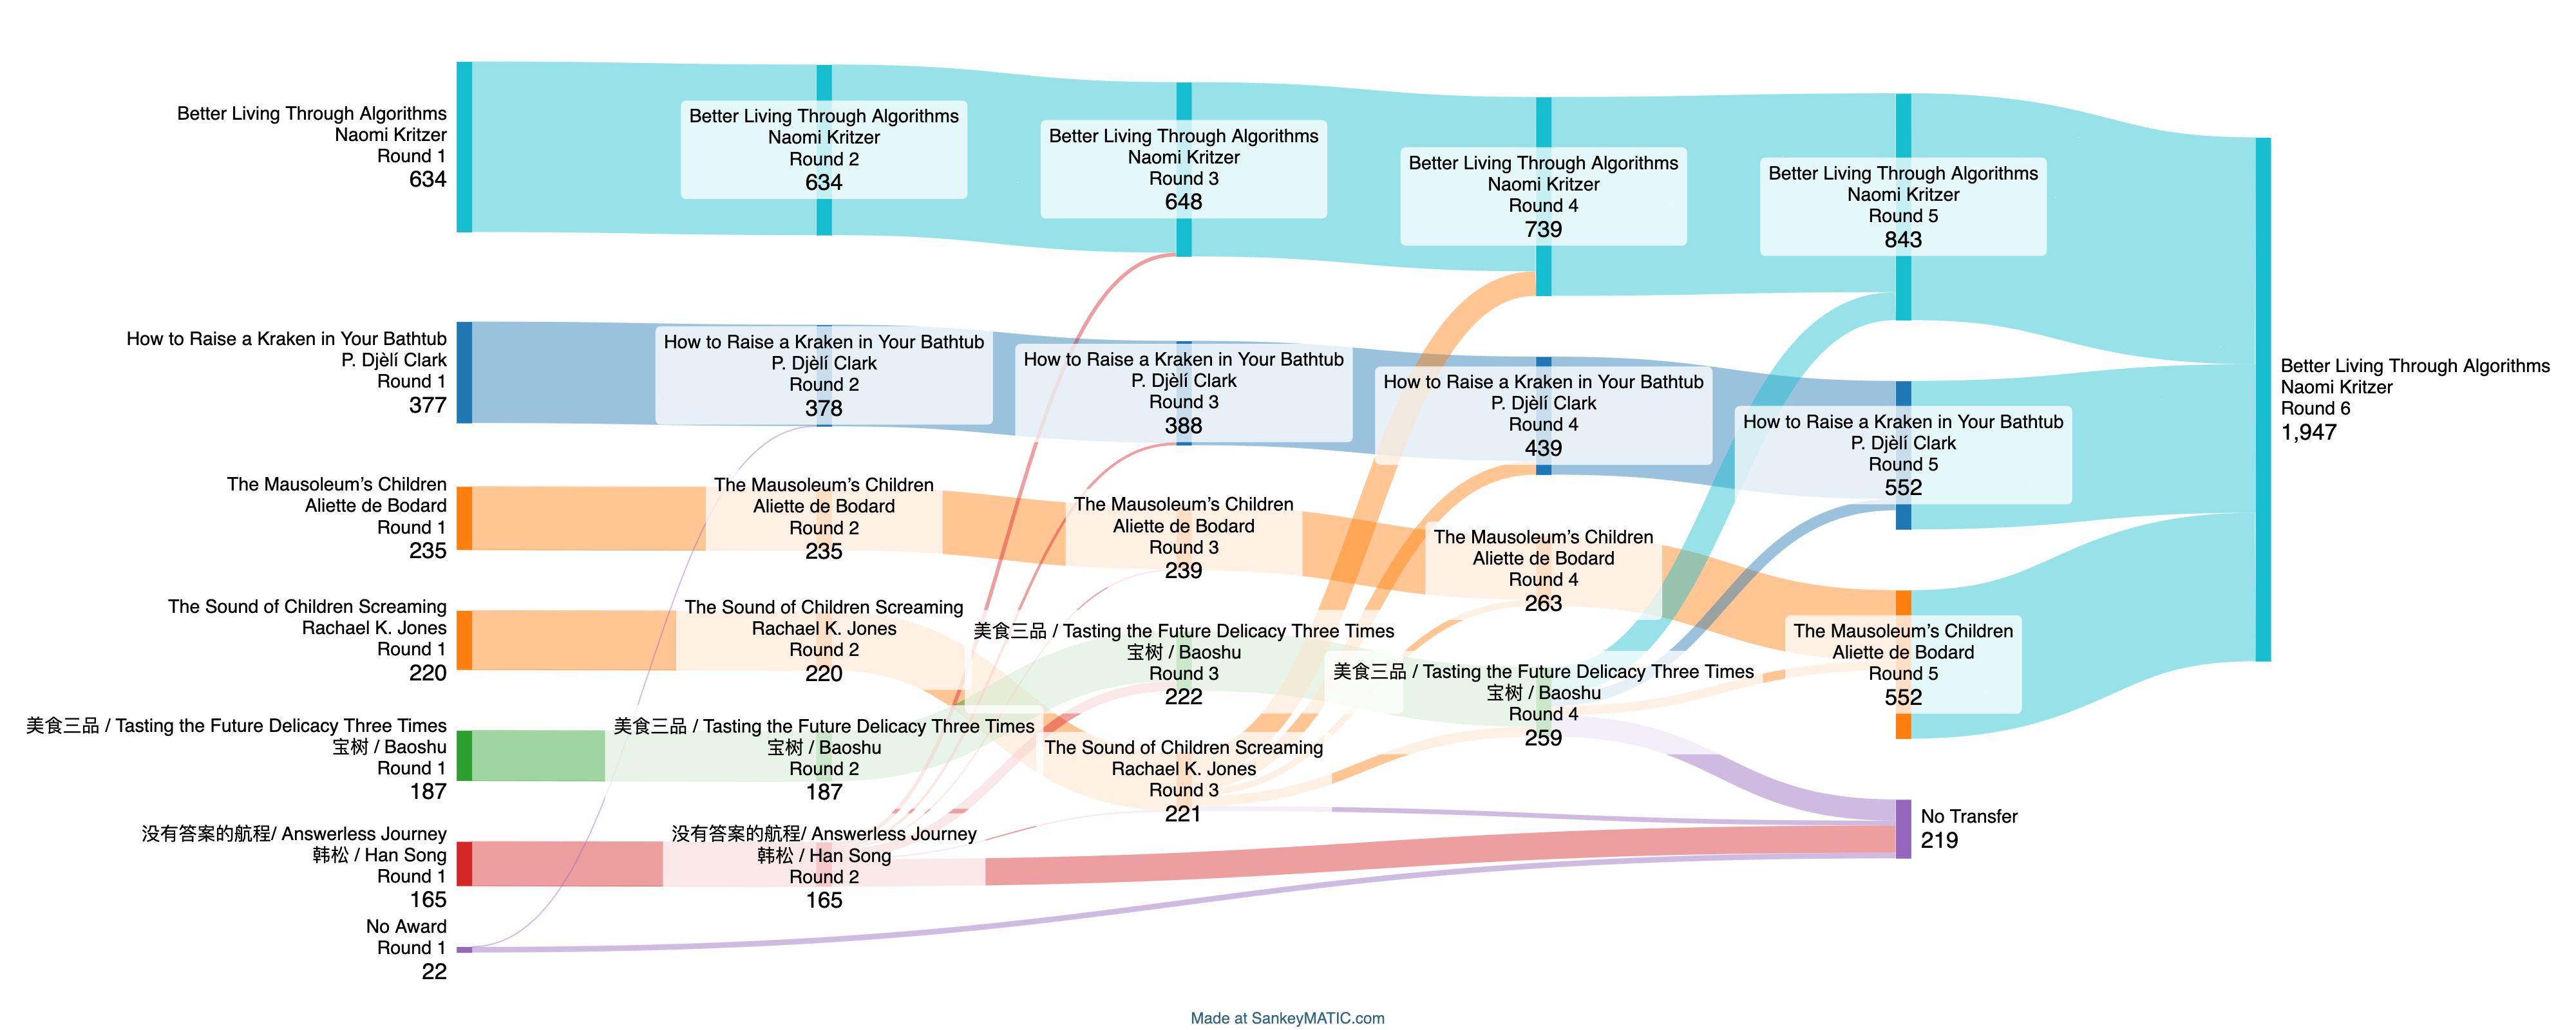 Better Living Through Algorithms
Naomi Kritzer
Round 1
634
How to Raise a Kraken in Your Bathtub
P. Djèlí Clark
Round 1
377
The Mausoleum’s Children
Aliette de Bodard
Round 1
235
The Sound of Children Screaming
Rachael K. Jones
Round 1
220
美食三品 / Tasting the Future Delicacy Three Times
宝树 / Baoshu
Round 1
187
没有答案的航程/ Answerless Journey
韩松 / Han Song
Round 1
165
No Award
Round 1
22
Better Living Through Algorithms
Naomi Kritzer
Round 2
634
How to Raise a Kraken in Your Bathtub
P. Djèlí Clark
Round 2
378
The Mausoleum’s Children
Aliette de Bodard
Round 2
235
The Sound of Children Screaming
Rachael K. Jones
Round 2
220
美食三品 / Tasting the Future Delicacy Three Times
宝树 / Baoshu
Round 2
187
没有答案的航程/ Answerless Journey
韩松 / Han Song
Round 2
165
Better Living Through Algorithms
Naomi Kritzer
Round 3
648
How to Raise a Kraken in Your Bathtub
P. Djèlí Clark
Round 3
388
The Mausoleum’s Children
Aliette de Bodard
Round 3
239
美食三品 / Tasting the Future Delicacy Three Times
宝树 / Baoshu
Round 3
222
The Sound of Children Screaming
Rachael K. Jones
Round 3
221
Better Living Through Algorithms
Naomi Kritzer
Round 4
739
How to Raise a Kraken in Your Bathtub
P. Djèlí Clark
Round 4
439
The Mausoleum’s Children
Aliette de Bodard
Round 4
263
美食三品 / Tasting the Future Delicacy Three Times
宝树 / Baoshu
Round 4
259
Better Living Through Algorithms
Naomi Kritzer
Round 5
843
How to Raise a Kraken in Your Bathtub
P. Djèlí Clark
Round 5
552
The Mausoleum’s Children
Aliette de Bodard
Round 5
552
No Transfer
219
Better Living Through Algorithms
Naomi Kritzer
Round 6
1,947
Made at SankeyMATIC.com